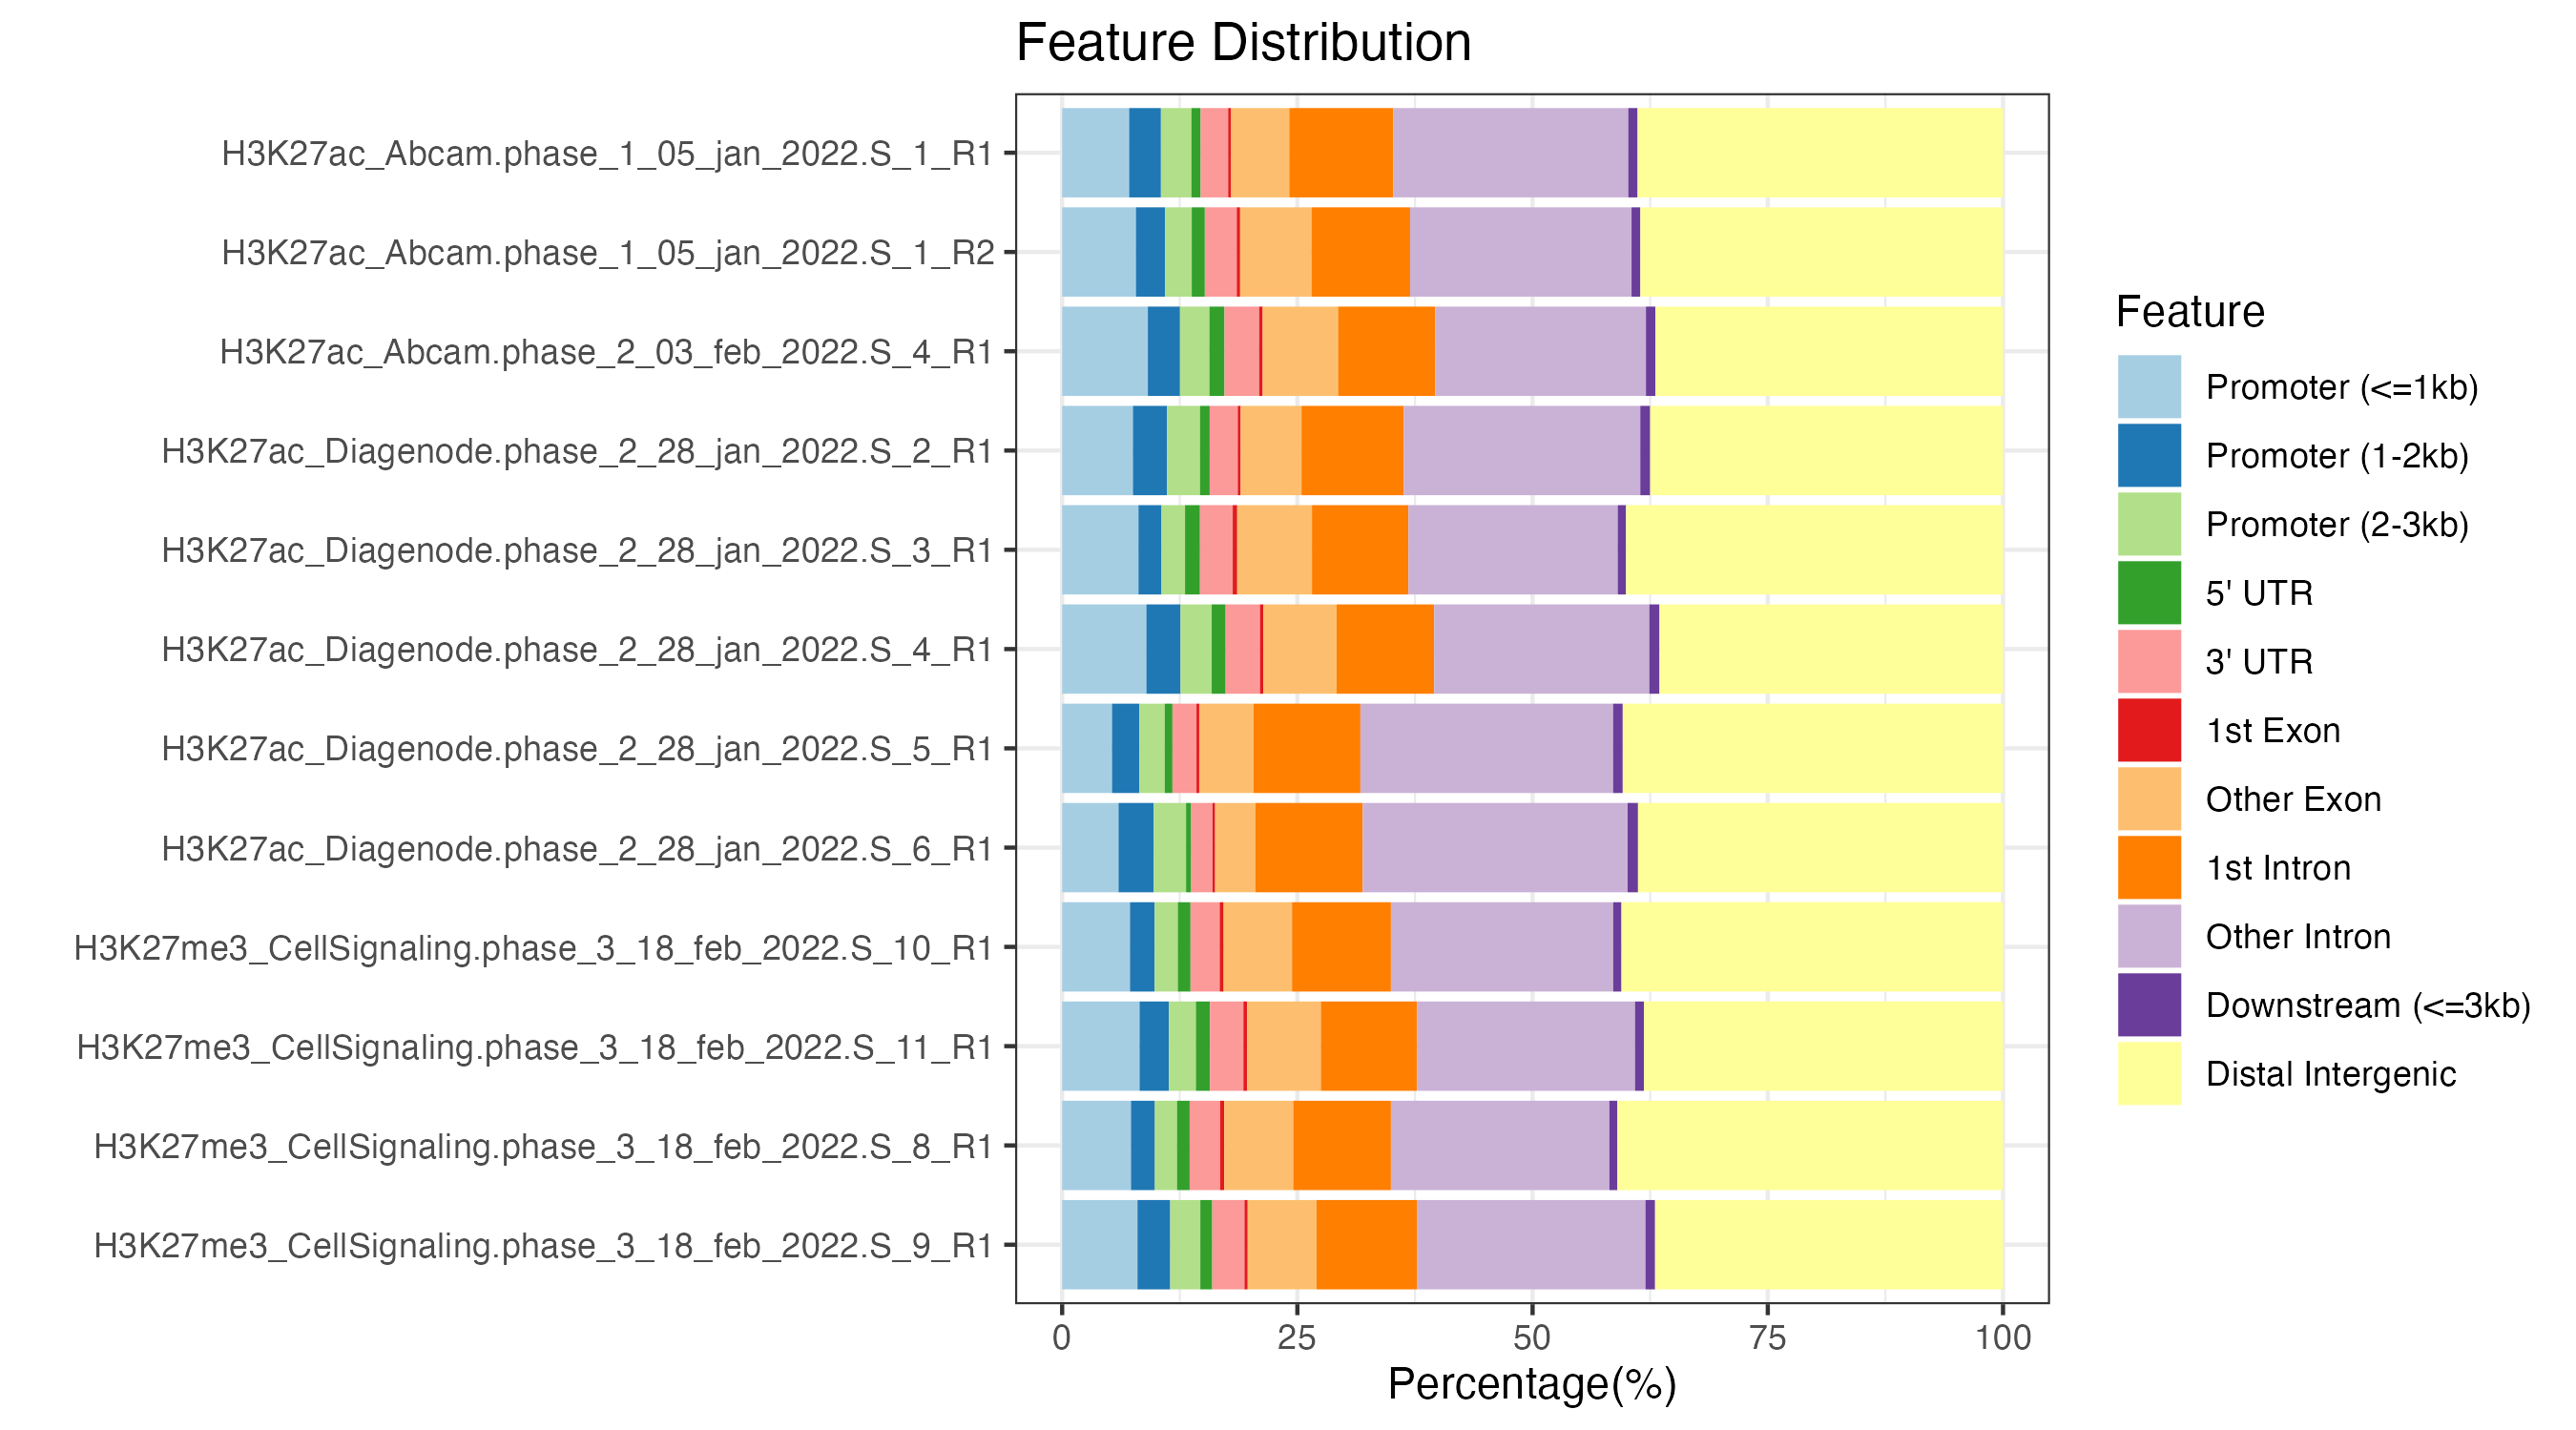 Feature Distribution
H3K27ac_Abcam.phase_1_05_jan_2022.S_1_R1
H3K27ac_Abcam.phase_1_05_jan_2022.S_1_R2
H3K27ac_Abcam.phase_2_03_feb_2022.S_4_R1
H3K27ac_Diagenode.phase_2_28_jan_2022.S_2_R1
H3K27ac_Diagenode.phase_2_28_jan_2022.S_3_R1
H3K27ac_Diagenode.phase_2_28_jan_2022.S_4_R1
H3K27ac_Diagenode.phase_2_28_jan_2022.S_5_R1
H3K27ac_Diagenode.phase_2_28_jan_2022.S_6_R1
H3K27me3_CellSignaling.phase_3_18_feb_2022.S_10_R1
H3K27me3_CellSignaling.phase_3_18_feb_2022.S_11_R1
H3K27me3_CellSignaling.phase_3_18_feb_2022.S_8_R1
H3K27me3_CellSignaling.phase_3_18_feb_2022.S_9_R1
0 25 50 75 100
Percentage(%)
Feature
Promoter (<=1kb)
Promoter (1-2kb)
Promoter (2-3kb)
5' UTR
3' UTR
1st Exon
Other Exon
1st Intron
Other Intron
Downstream (<=3kb)
Distal Intergenic